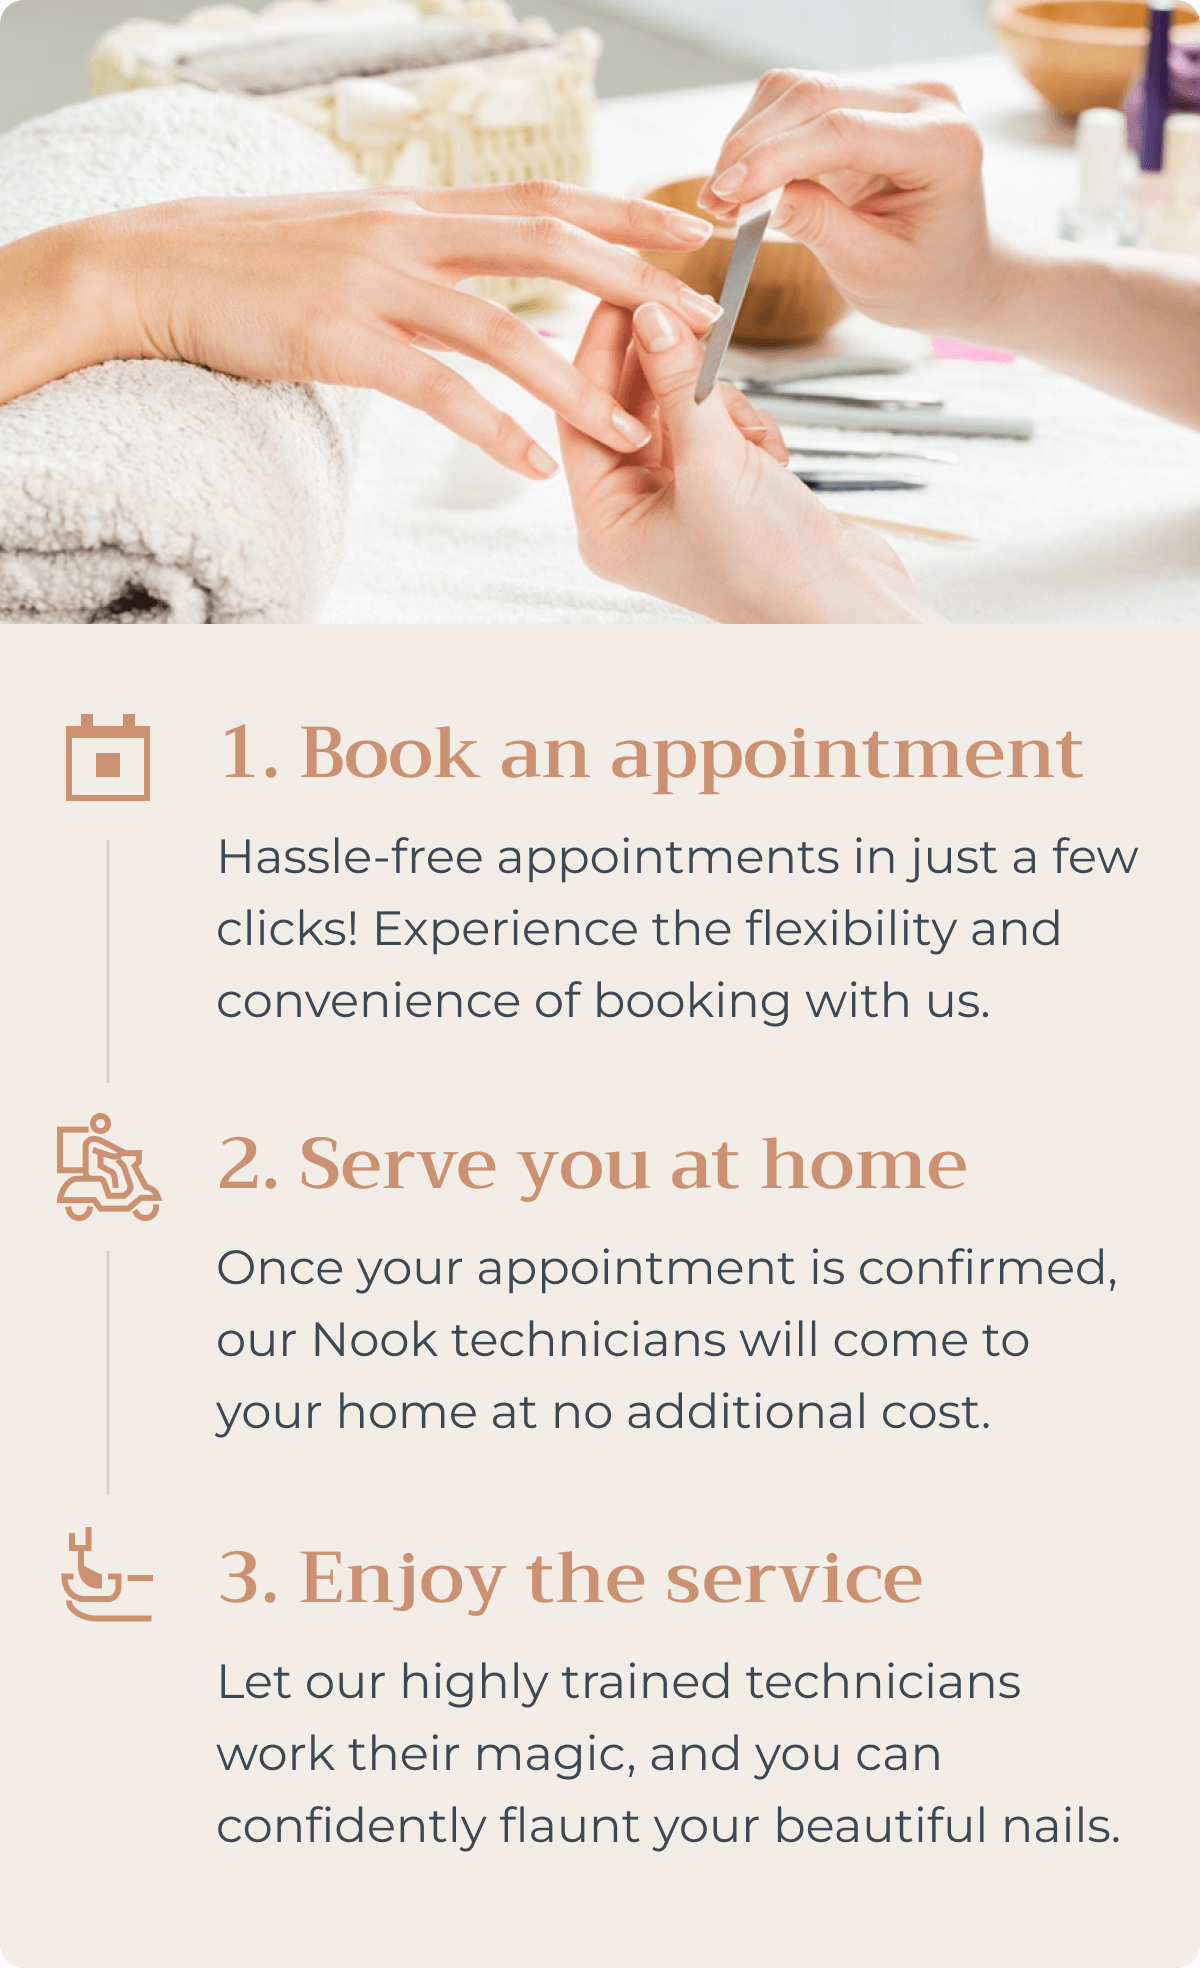 1. Book an appointment
Hassle-free appointments in just a few
clicks! Experience the flexibility and
convenience of booking with us.
2. Serve you at home
Once your appointment is confirmed,
our Nook technicians will come to
your home at no additional cost.
3. Enjoy the service
Let our highly trained technicians
work their magic, and you can
confidently flaunt your beautiful nails.